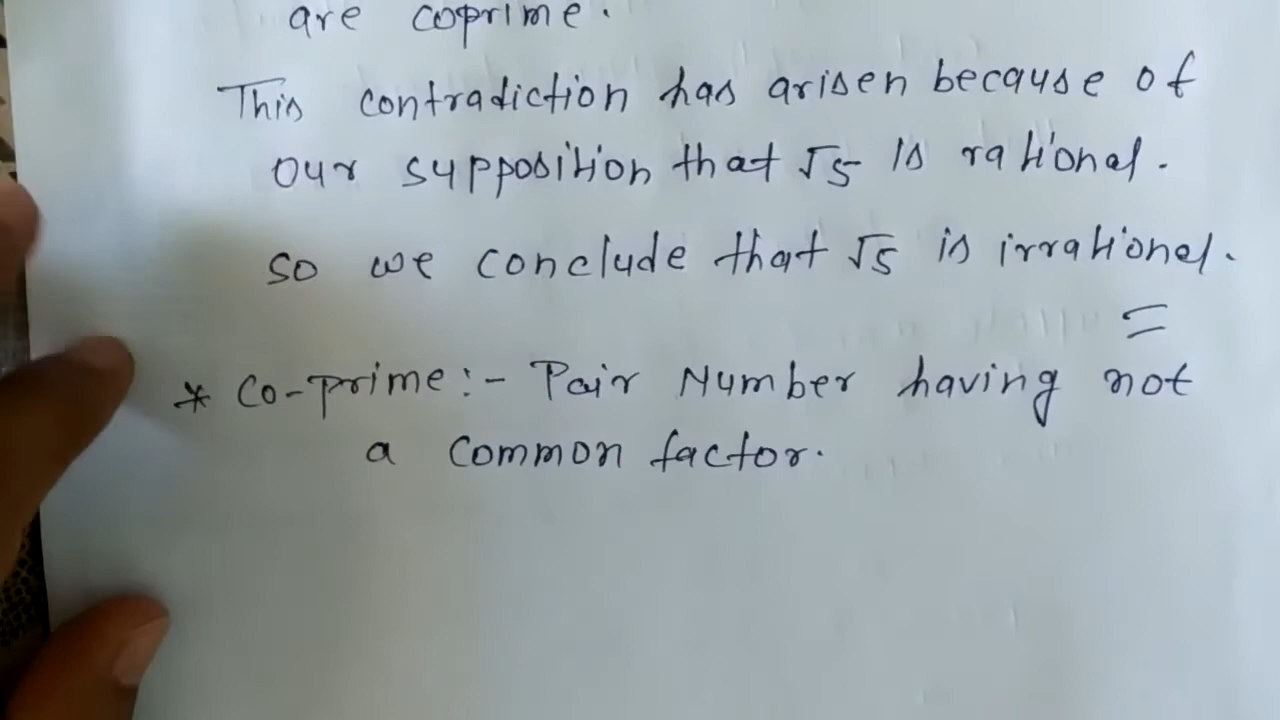 are coprime.
This contradiction has arisen because of
our supposition that √5 is rational.
so we conclude that √5 is irrational.
=
* Co-prime:- Pair Number having not
a common factor.